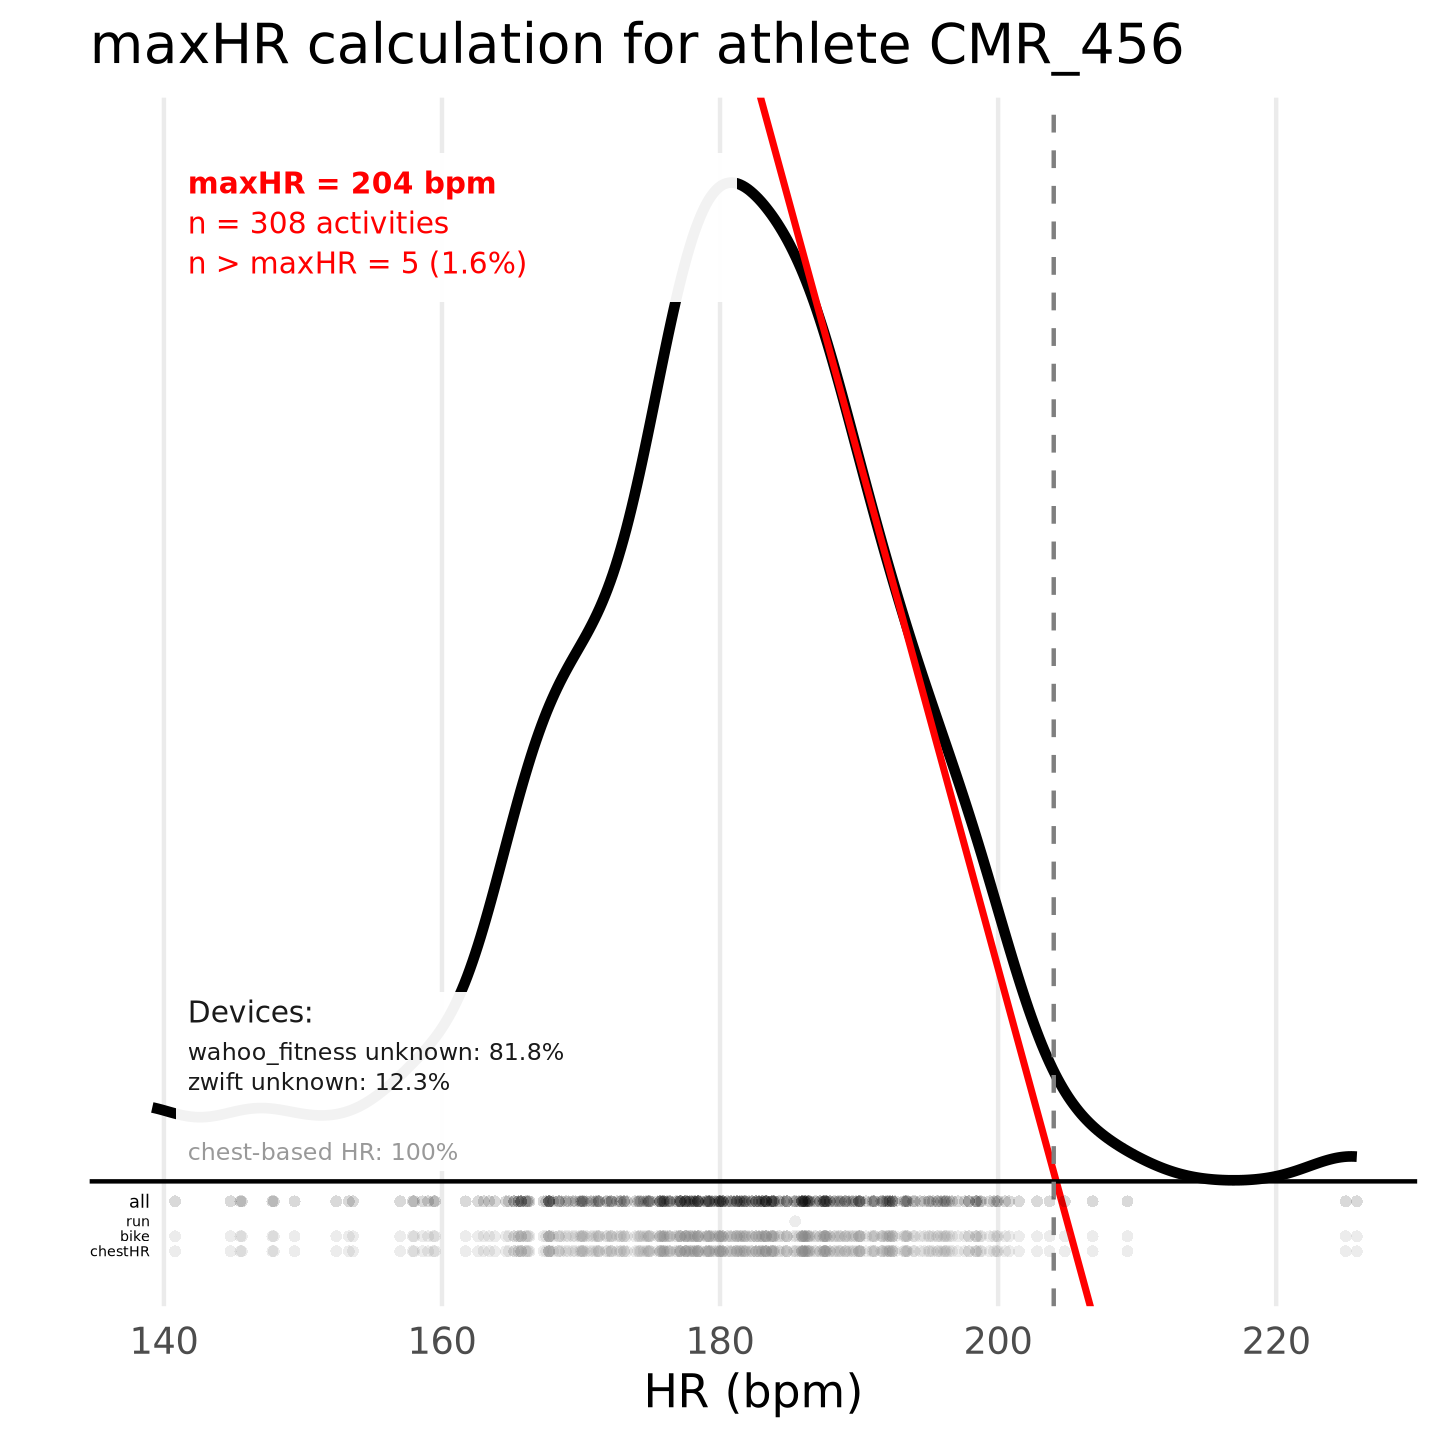 maxHR calculation for athlete CMR_456
maxHR = 204 bpm
n = 308 activities
n > maxHR = 5 (1.6%)
Devices:
wahoo_fitness unknown: 81.8%
zwift unknown: 12.3%
chest-based HR: 100%
all
run
bike
chestHR
140 160 180 200 220
HR (bpm)